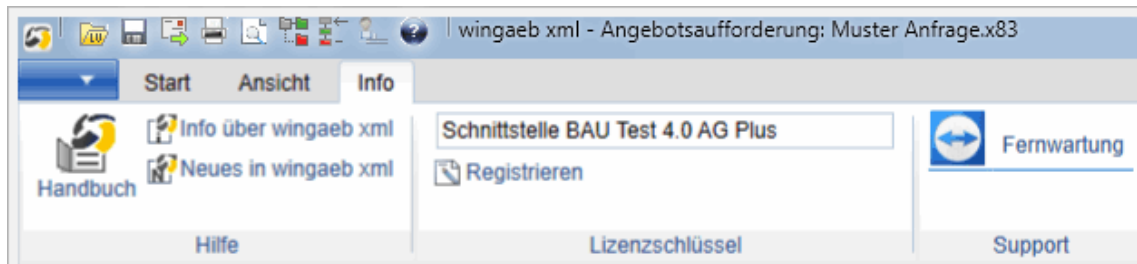 LV
wingaeb xml - Angebotsaufforderung: Muster Anfrage.x83
Start Ansicht Info
Info über wingaeb xml
Neues in wingaeb xml
Handbuch
Schnittstelle BAU Test 4.0 AG Plus
Registrieren
Fernwartung
Hilfe Lizenzschlüssel Support